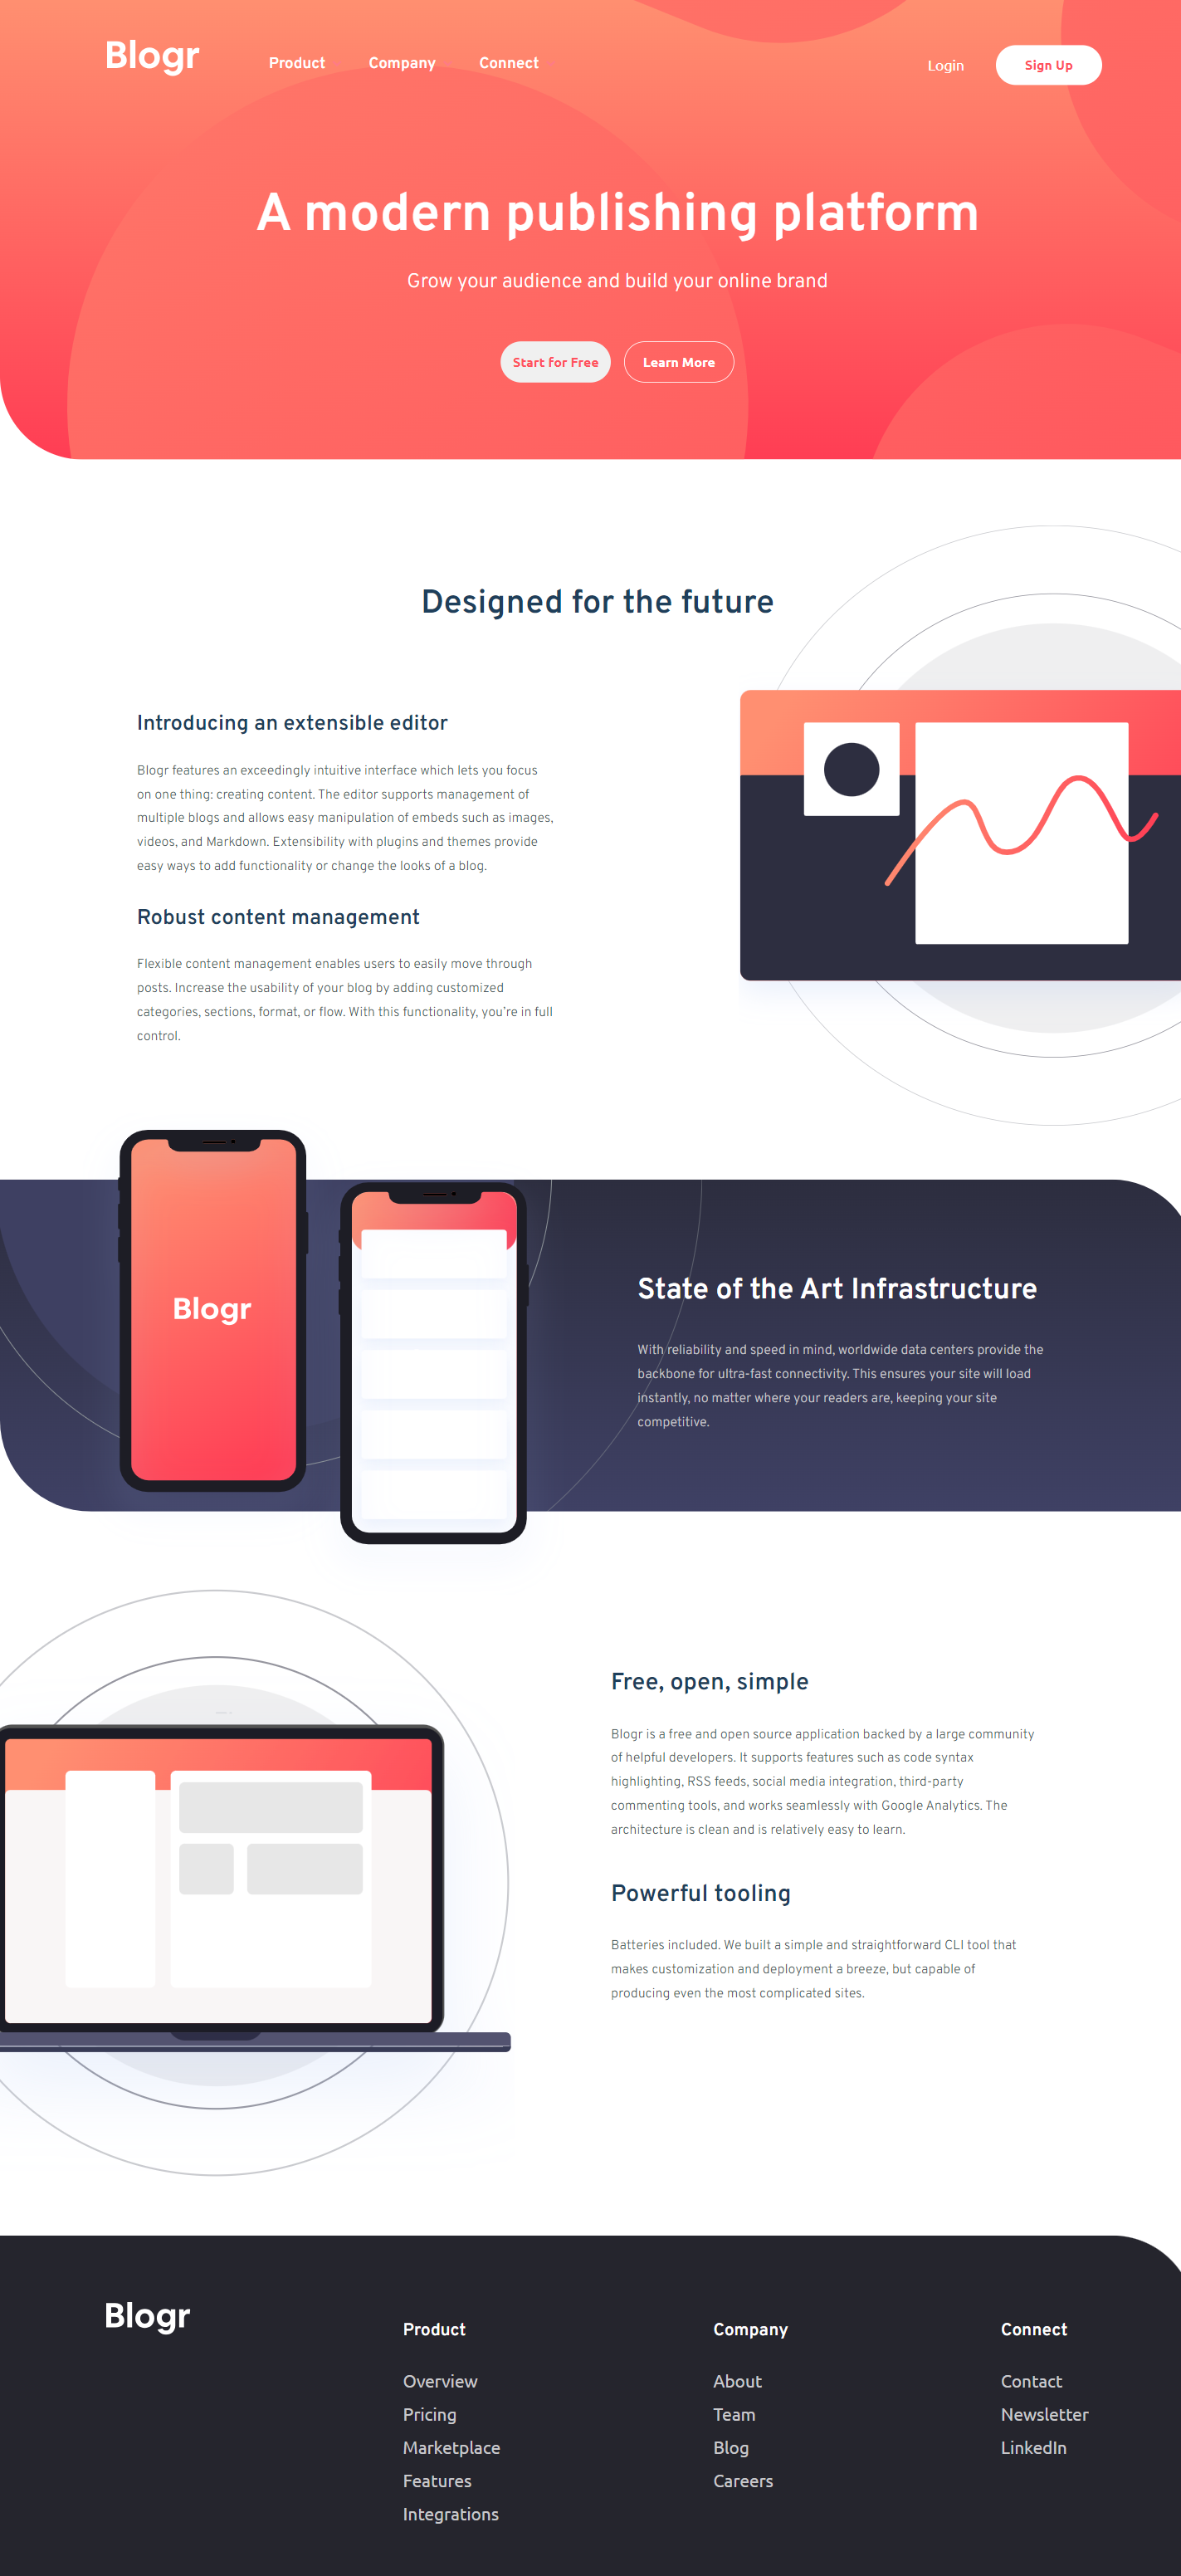 Blogr
Product Company Connect
Login Sign Up
A modern publishing platform
Grow your audience and build your online brand
Start for Free Learn More
Designed for the future
Introducing an extensible editor
Blogr features an exceedingly intuitive interface which lets you focus
on one thing: creating content. The editor supports management of
multiple blogs and allows easy manipulation of embeds such as images,
videos, and Markdown. Extensibility with plugins and themes provide
easy ways to add functionality or change the looks of a blog.
Robust content management
Flexible content management enables users to easily move through
posts. Increase the usability of your blog by adding customized
categories, sections, format, or flow. With this functionality, you're in full
control.
Blogr
State of the Art Infrastructure
With reliability and speed in mind, worldwide data centers provide the
backbone for ultra-fast connectivity. This ensures your site will load
instantly, no matter where your readers are, keeping your site
competitive.
Free, open, simple
Blogr is a free and open source application backed by a large community
of helpful developers. It supports features such as code syntax
highlighting, RSS feeds, social media integration, third-party
commenting tools, and works seamlessly with Google Analytics. The
architecture is clean and is relatively easy to learn.
Powerful tooling
Batteries included. We built a simple and straightforward CLI tool that
makes customization and deployment a breeze, but capable of
producing even the most complicated sites.
Blogr
Product
Overview
Pricing
Marketplace
Features
Integrations
Company
About
Team
Blog
Careers
Connect
Contact
Newsletter
LinkedIn